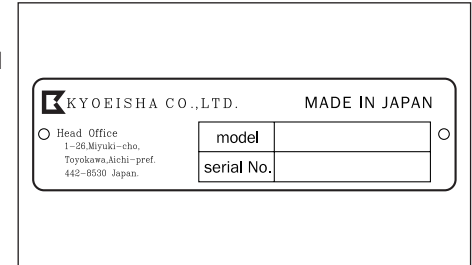 KYOEISHA CO.,LTD.
MADE IN JAPAN
Head Office
1-26,Miyuki-cho,
Toyokawa,Aichi-pref.
442-8530 Japan.
model
serial No.